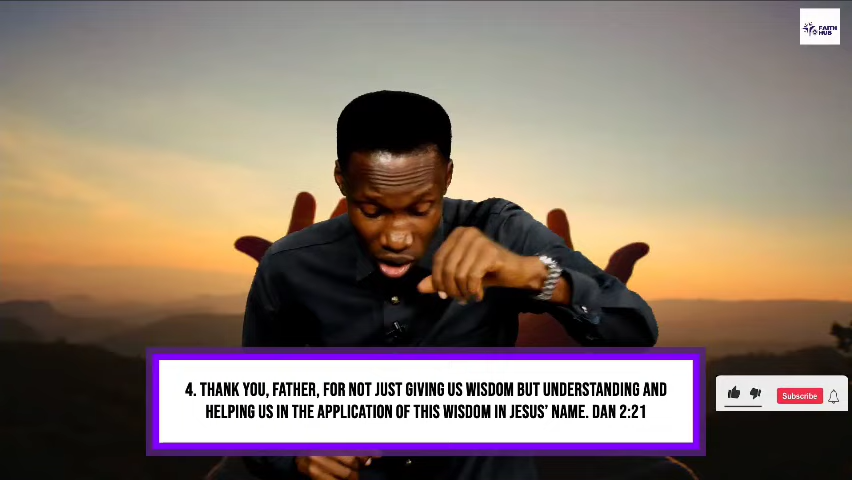 FAITH
HUB
4. THANK YOU, FATHER, FOR NOT JUST GIVING US WISDOM BUT UNDERSTANDING AND
HELPING US IN THE APPLICATION OF THIS WISDOM IN JESUS' NAME. DAN 2:21
Subscribe